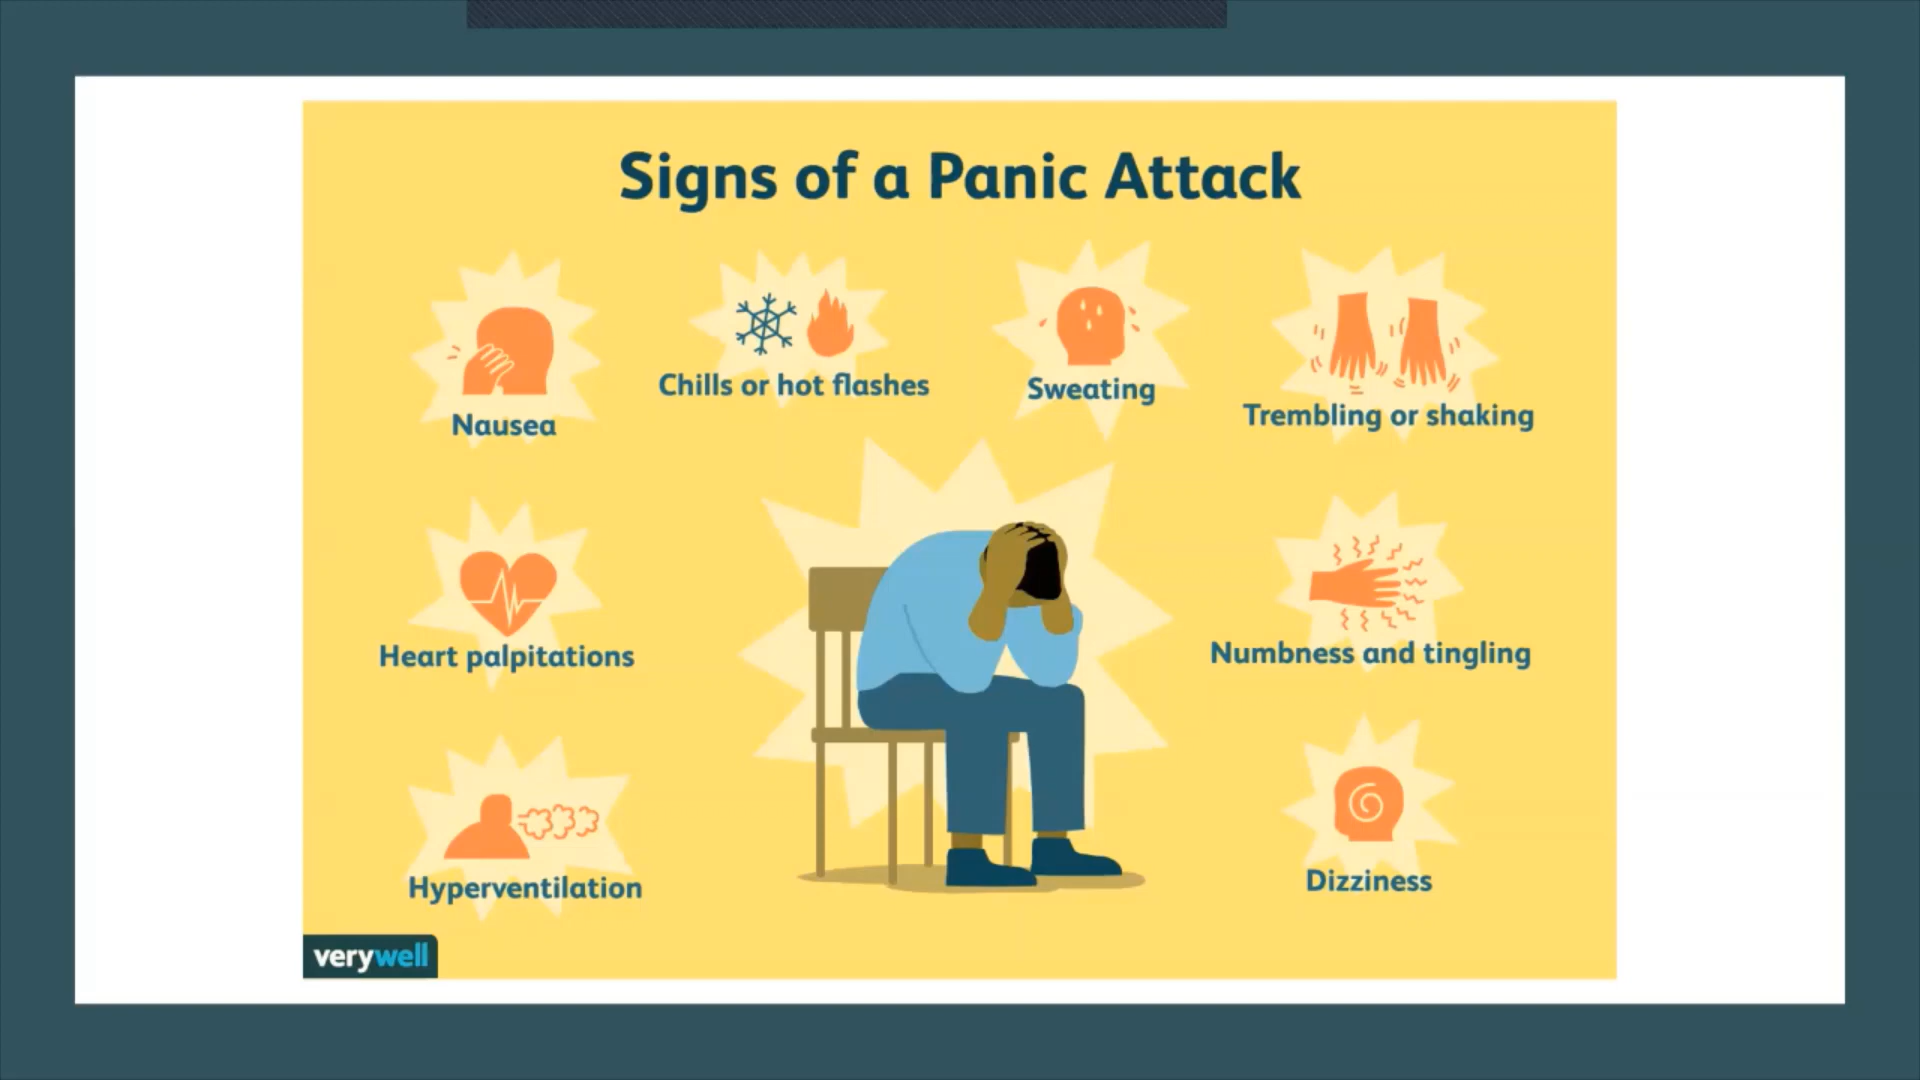 Signs of a Panic Attack
Nausea
Chills or hot flashes
Sweating
Trembling or shaking
Heart palpitations
Numbness and tingling
Hyperventilation
Dizziness
verywell